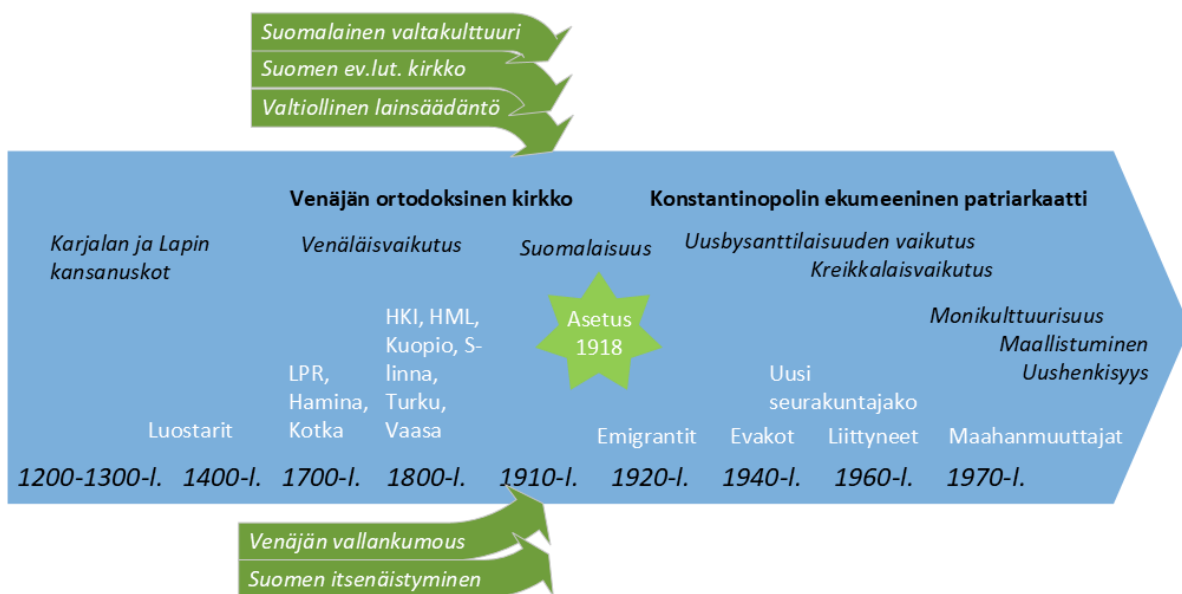 Suomalainen valtakulttuuri
Suomen ev.lut. kirkko
Valtiollinen lainsäädäntö
Venäjän ortodoksinen kirkko
Konstantinopolin ekumeeninen patriarkaatti
Karjalan ja Lapin
kansanuskot
Venäläisvaikutus
Suomalaisuus
Uusbysanttilaisuuden vaikutus
Kreikkalaisvaikutus
Monikulttuurisuus
Maallistuminen
Uushenkisyys
Asetus
1918
Luostarit
LPR,
Hamina,
Kotka
HKI, HML,
Kuopio, S-
linna,
Turku,
Vaasa
Emigrantit
Evakot
Uusi
seurakuntajako
Liittyneet
Maahanmuuttajat
1200-1300-l. 1400-l. 1700-l. 1800-l. 1910-l. 1920-l. 1940-l. 1960-l. 1970-l.
Venäjän vallankumous
Suomen itsenäistyminen